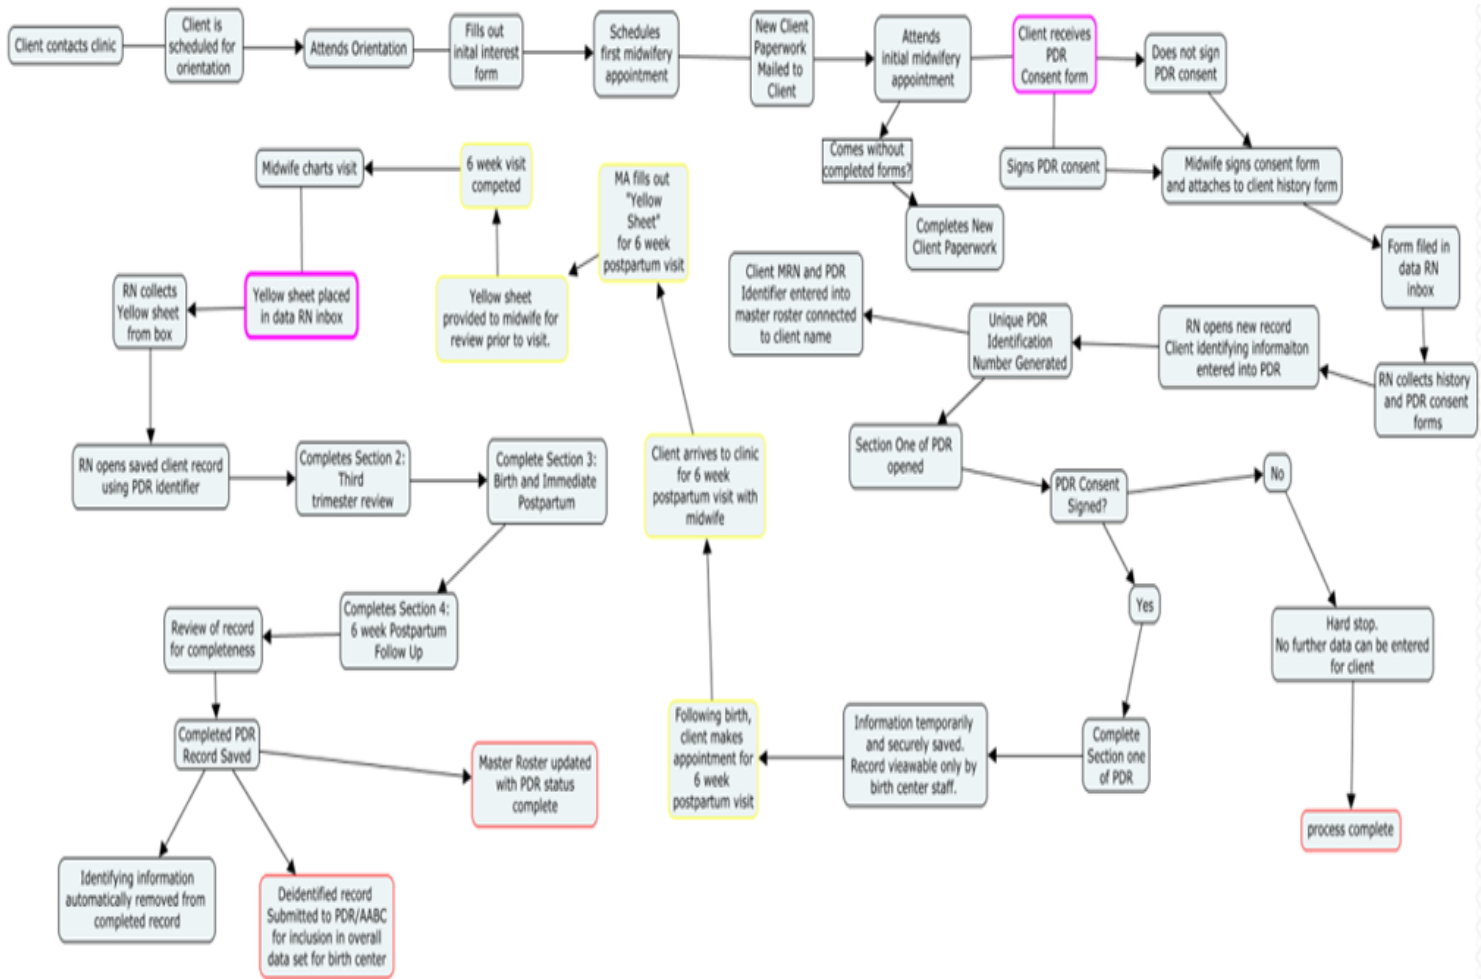 Client contacts clinic
Client is
scheduled for
orientation
Attends Orientation
Fills out
inital interest
form
Schedules
first midwifery
appointment
New Client
Paperwork
Mailed to
Client
Attends
initial midwifery
appointment
Client receives
PDR
Consent form
Does not sign
PDR consent
Comes without
completed forms?
Completes New
Client Paperwork
Signs PDR consent
Midwife signs consent form
and attaches to client history form
Form filed in
data RN
inbox
RN collects history
and PDR consent
forms
RN opens new record
Client identifying informaiton
entered into PDR
Unique PDR
Identification
Number Generated
Client MRN and PDR
Identifier entered into
master roster connected
to client name
Section One of PDR
opened
PDR Consent
Signed?
No
Hard stop.
No further data can be entered
for client
process complete
Yes
Complete
Section one
of PDR
Information temporarily
and securely saved.
Record viewable only by
birth center staff.
Following birth,
client makes
appointment for
6 week
postpartum visit
Client arrives to clinic
for 6 week
postpartum visit with
midwife
MA fills out
"Yellow
Sheet"
for 6 week
postpartum visit
Yellow sheet
provided to midwife for
review prior to visit.
6 week visit
competed
Midwife charts visit
Yellow sheet placed
in data RN inbox
RN collects
Yellow sheet
from box
RN opens saved client record
using PDR identifier
Completes Section 2:
Third
trimester review
Complete Section 3:
Birth and Immediate
Postpartum
Completes Section 4:
6 week Postpartum
Follow Up
Review of record
for completeness
Completed PDR
Record Saved
Master Roster updated
with PDR status
complete
Identifying information
automatically removed from
completed record
Deidentified record
Submitted to PDR/AABC
for inclusion in overall
data set for birth center